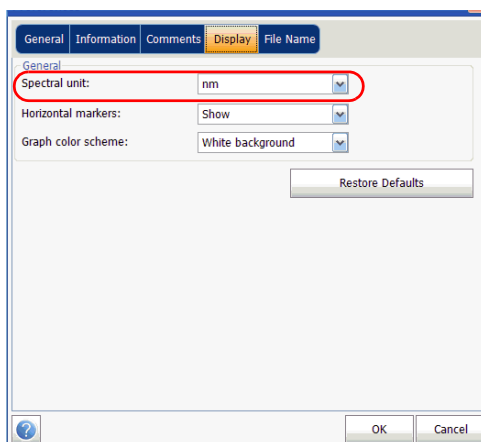 General Information Comments Display File Name
General
Spectral unit: nm
Horizontal markers: Show
Graph color scheme: White background
Restore Defaults
?
OK Cancel